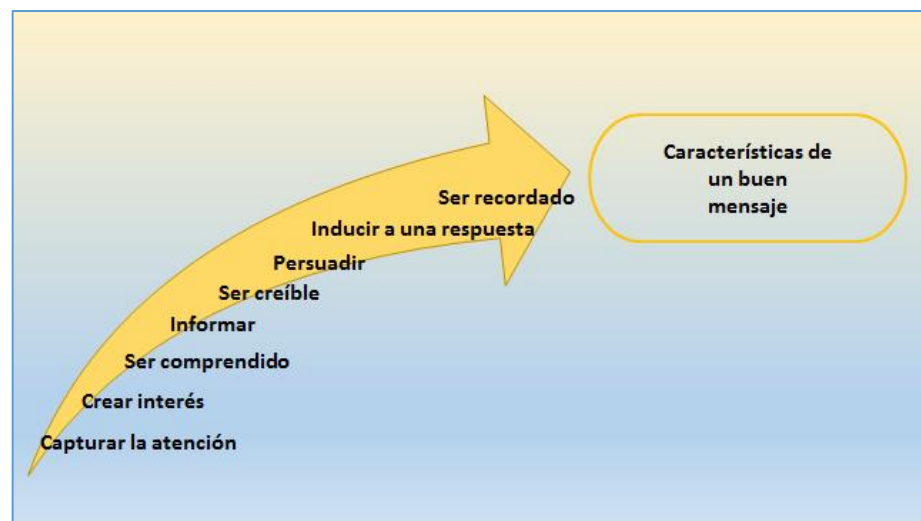 Características de
un buen
mensaje
Ser recordado
Inducir a una respuesta
Persuadir
Ser creíble
Informar
Ser comprendido
Crear interés
Capturar la atención